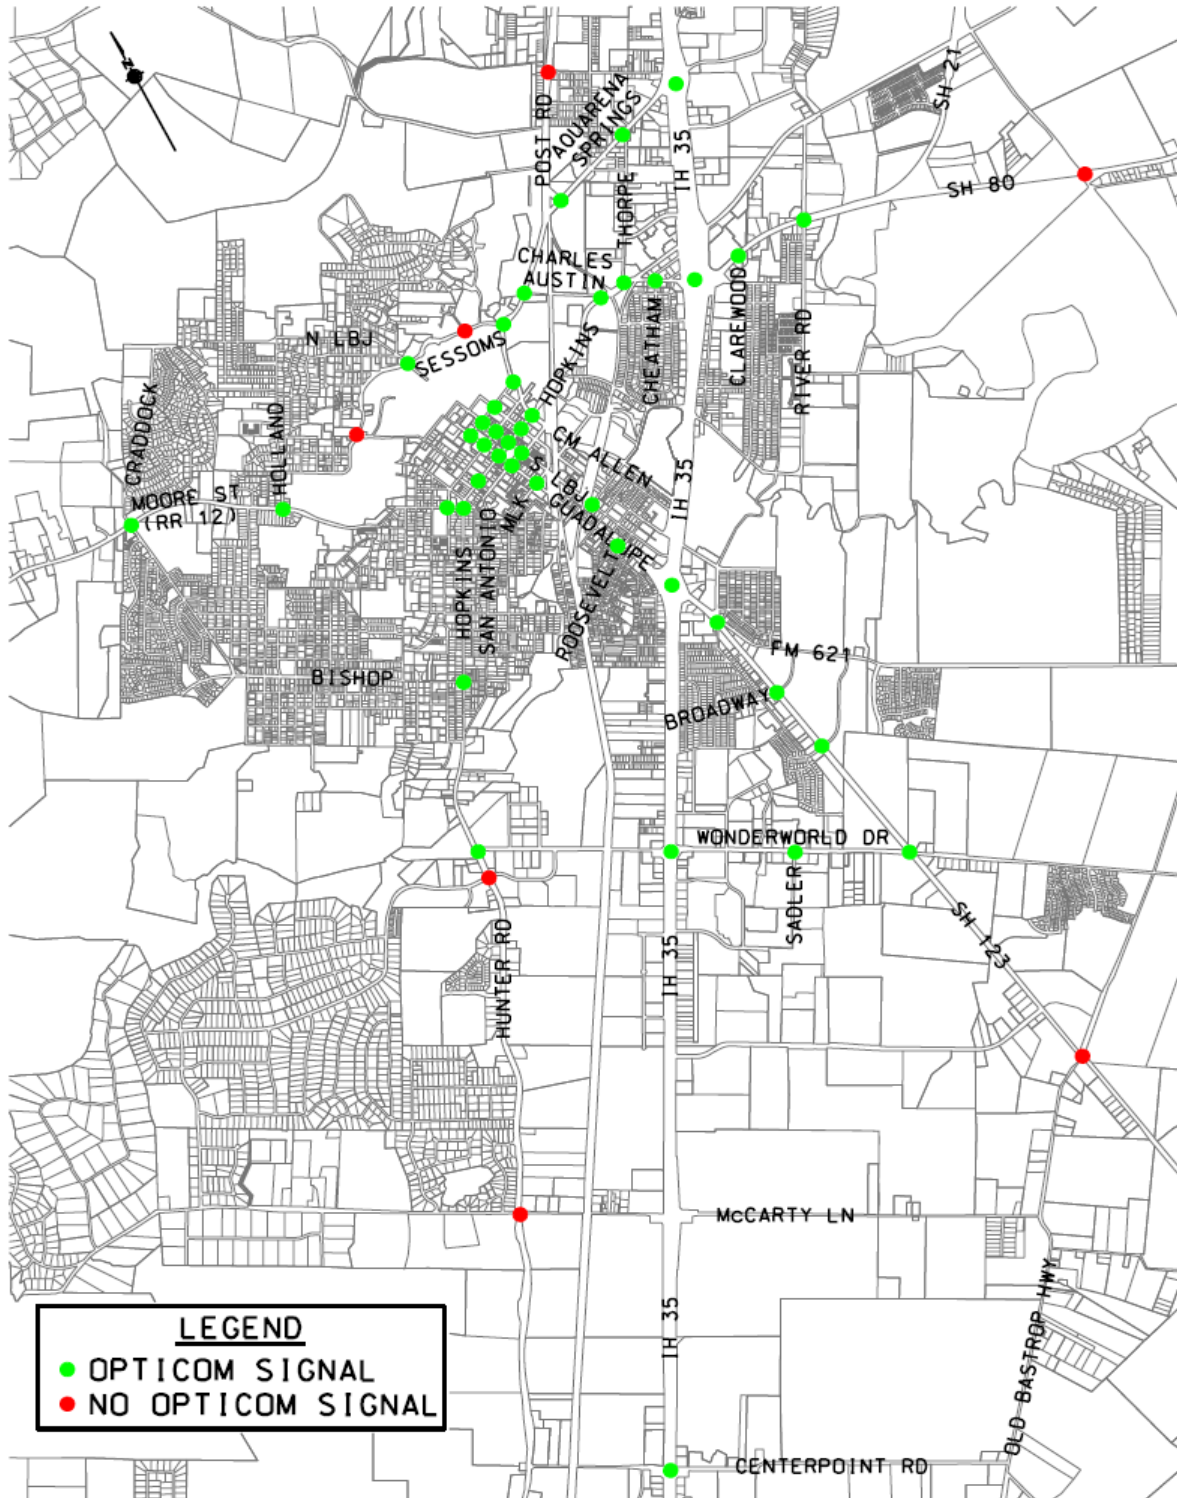 N
SH 21
POST RD
AQUARENA
SPRINGS
IH 35
SH 80
THORPE
CHARLES
AUSTIN
CLAREWOOD
RIVER RD
N LBJ
SESSOMS
HOPKINS
CHEATHAM
CRADDOCK
HOLLAND
CM ALLEN
S LBJ
IH 35
MOORE ST
(RR 12)
MLK
GUADALUPE
HOPKINS
SAN ANTONIO
ROOSEVELT
FM 621
BISHOP
BROADWAY
WONDERWORLD DR
SADLER
SH 123
HUNTER RD
IH 35
McCARTY LN
IH 35
OLD BASTROP HWY
CENTERPOINT RD
LEGEND
OPTICOM SIGNAL
NO OPTICOM SIGNAL